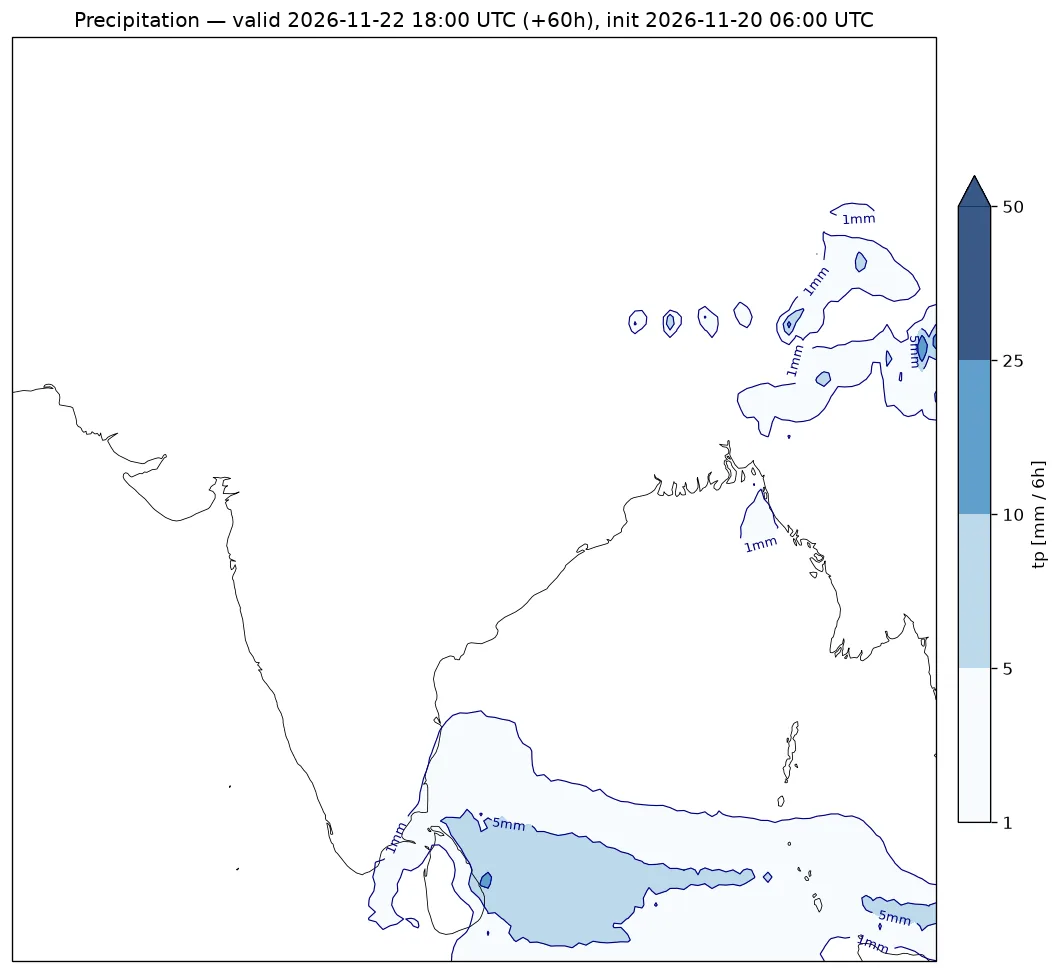 Precipitation — valid 2026-11-22 18:00 UTC (+60h), init 2026-11-20 06:00 UTC
50
1mm
1mm
5mm
1mm
25
10
tp [mm / 6h]
1mm
5
5mm
1mm
1
5mm
1mm